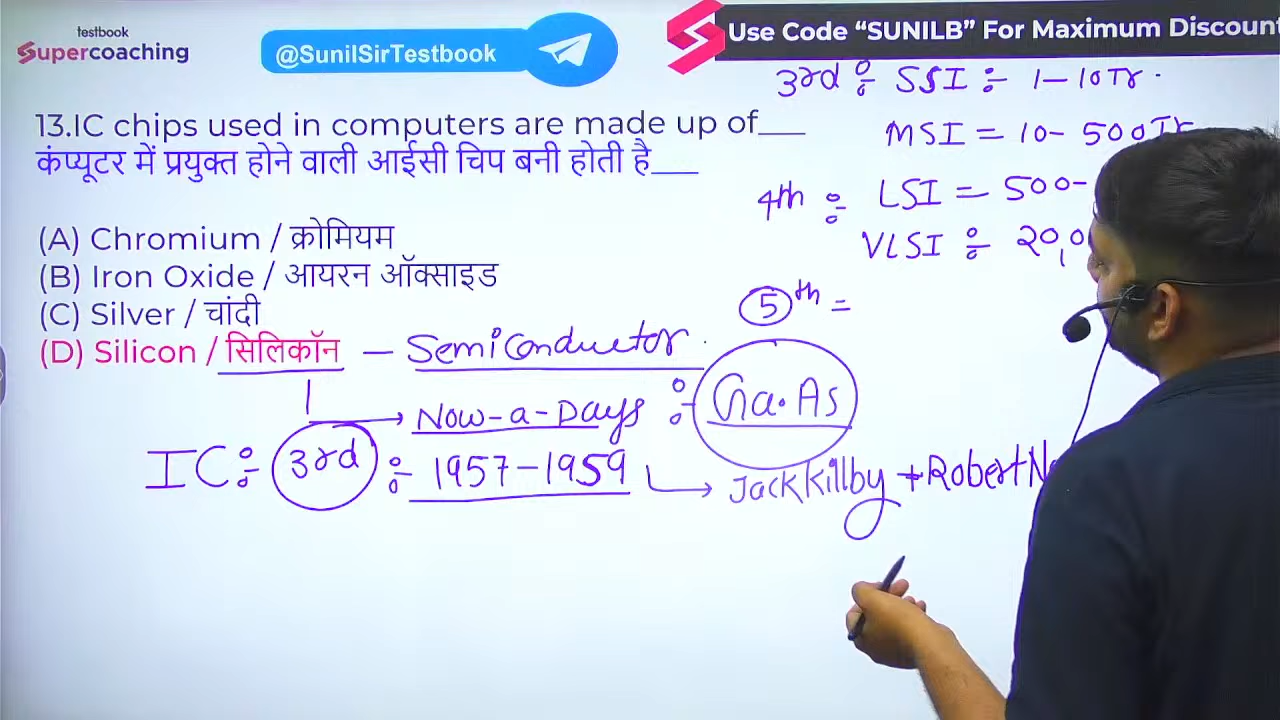 testbook
Supercoaching
@SunilSirTestbook
Use Code “SUNILB” For Maximum Discount
3rd ÷ SSI ÷ 1-10Tr.
MSI = 10-500Tr
4th ÷ LSI = 500-
VLSI ÷ 20,0
5th =
13.IC chips used in computers are made up of___
कंप्यूटर में प्रयुक्त होने वाली आईसी चिप बनी होती है___
(A) Chromium / क्रोमियम
(B) Iron Oxide / आयरन ऑक्साइड
(C) Silver / चांदी
(D) Silicon / सिलिकॉन — Semiconductor.
→ Now-a-Days ÷ Ga.As
IC ÷ 3rd ÷ 1957-1959 → Jack Killby + Robert